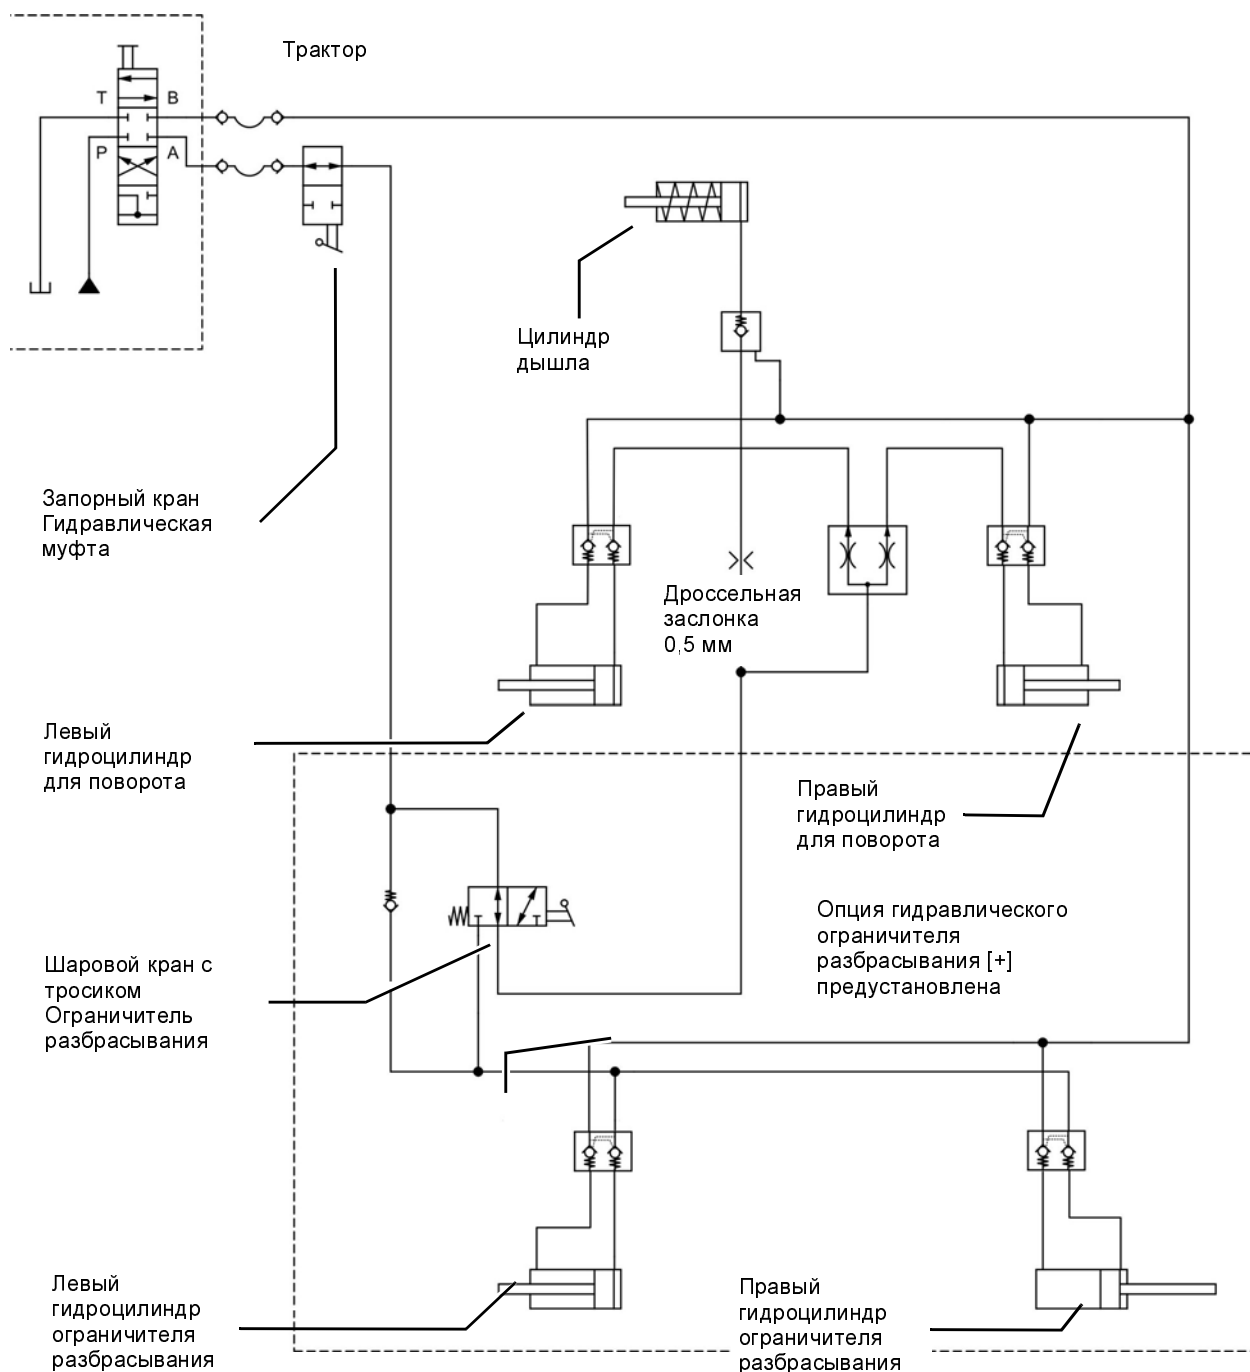 Трактор
T
B
P
A
Цилиндр
дышла
Запорный кран
Гидравлическая
муфта
Дроссельная
заслонка
0,5 мм
Левый
гидроцилиндр
для поворота
Правый
гидроцилиндр
для поворота
Опция гидравлического
ограничителя
разбрасывания [+]
предустановлена
Шаровой кран с
тросиком
Ограничитель
разбрасывания
Левый
гидроцилиндр
ограничителя
разбрасывания
Правый
гидроцилиндр
ограничителя
разбрасывания